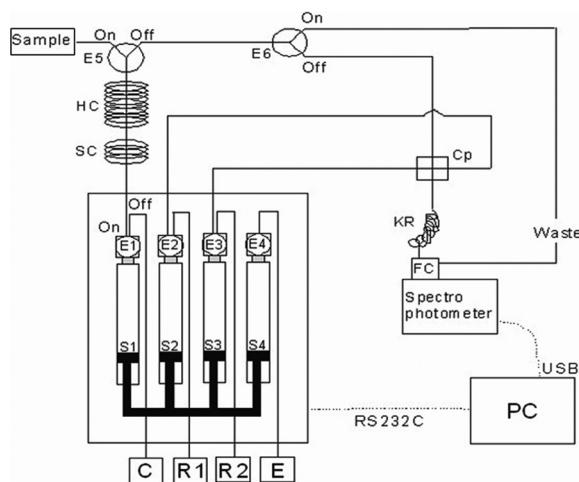 Sample
On
Off
E5
On
E6
Off
HC
SC
Cp
KR
Waste
FC
Spectro
photometer
Off
On
E1
E2
E3
E4
S1
S2
S3
S4
USB
PC
RS232C
C
R1
R2
E